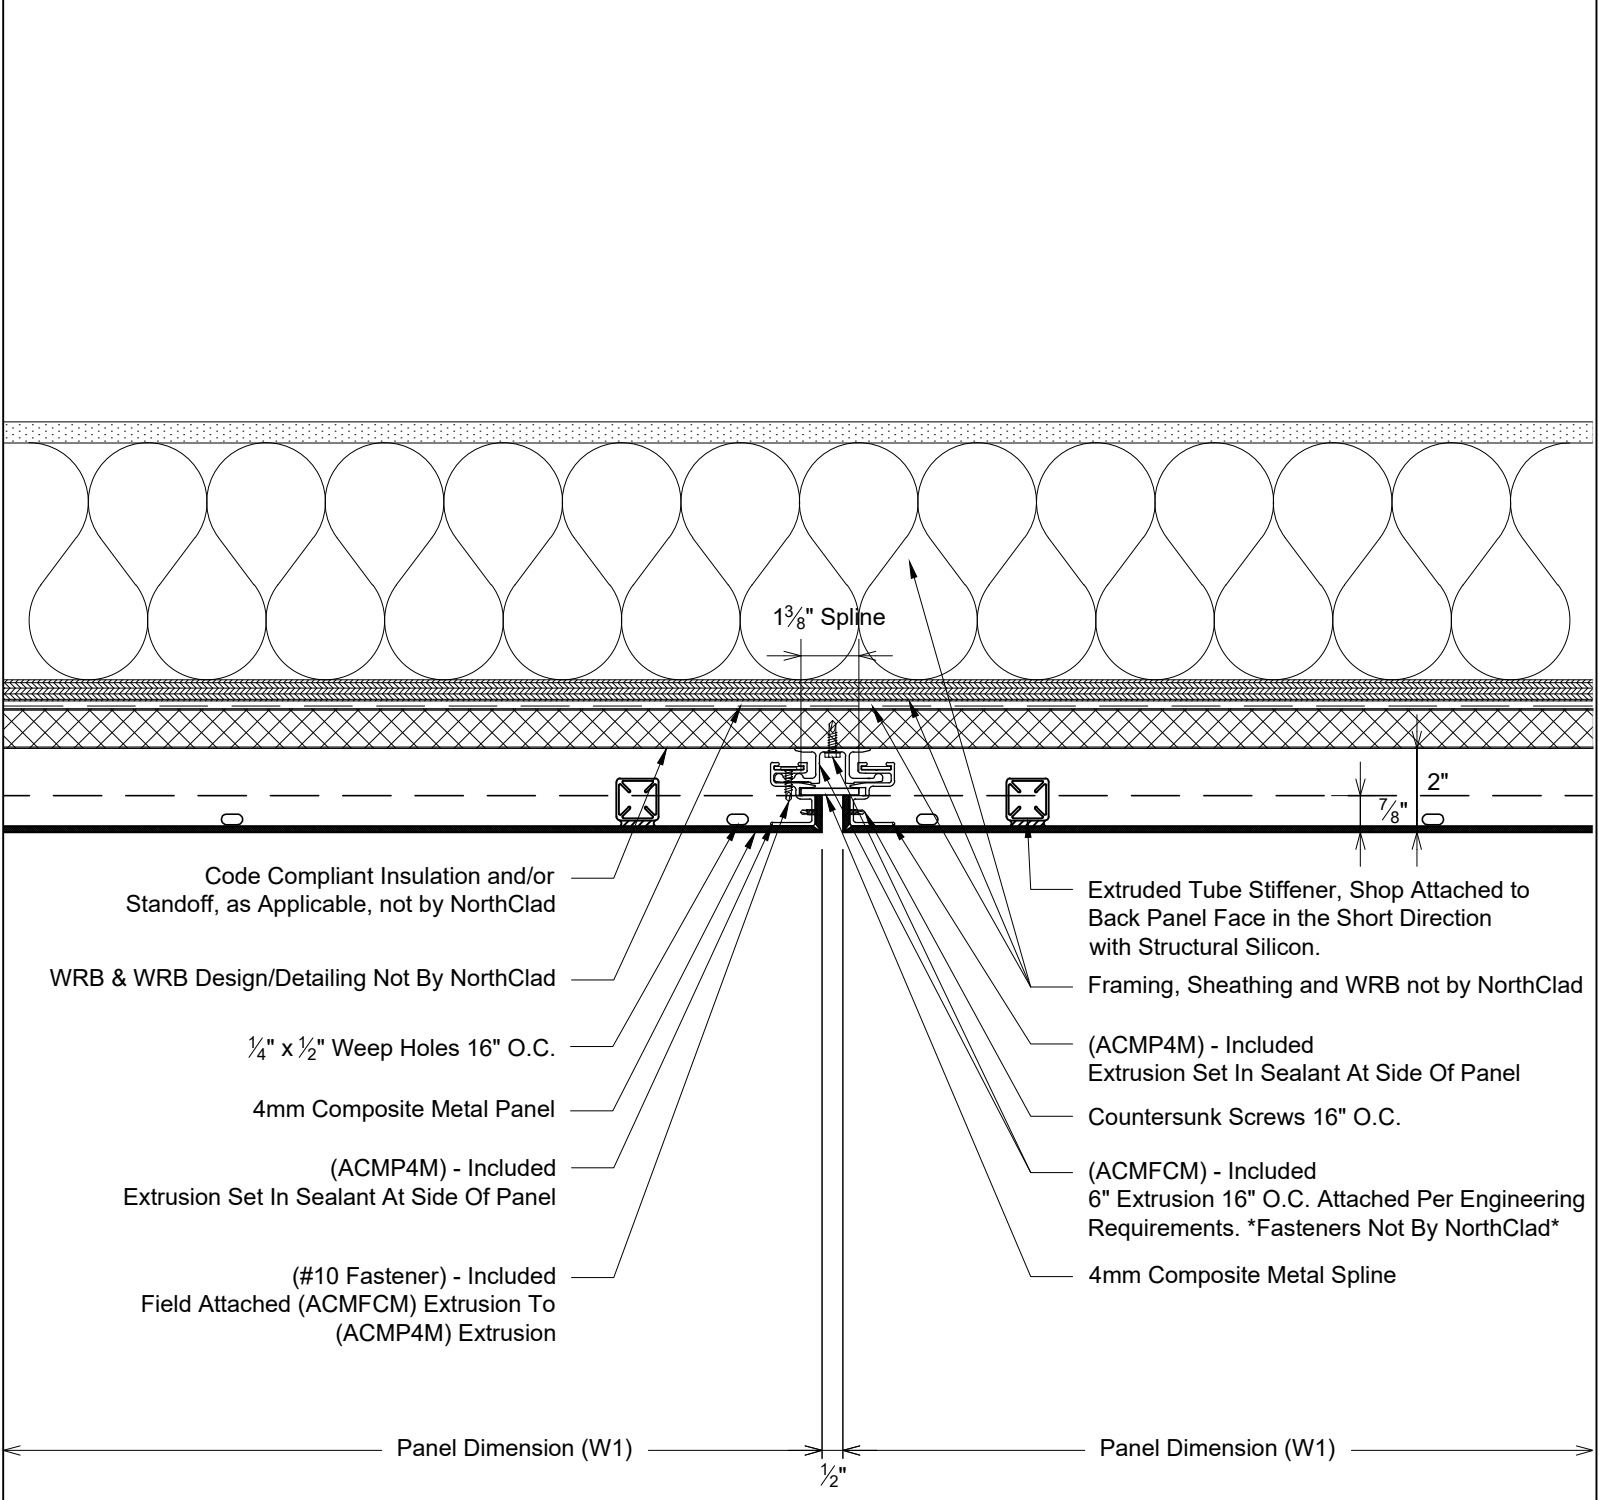 1⅜" Spline
2"
⅞"
Code Compliant Insulation and/or
Standoff, as Applicable, not by NorthClad
WRB & WRB Design/Detailing Not By NorthClad
¼" x ½" Weep Holes 16" O.C.
4mm Composite Metal Panel
(ACMP4M) - Included
Extrusion Set In Sealant At Side Of Panel
(#10 Fastener) - Included
Field Attached (ACMFCM) Extrusion To
(ACMP4M) Extrusion
Extruded Tube Stiffener, Shop Attached to
Back Panel Face in the Short Direction
with Structural Silicon.
Framing, Sheathing and WRB not by NorthClad
(ACMP4M) - Included
Extrusion Set In Sealant At Side Of Panel
Countersunk Screws 16" O.C.
(ACMFCM) - Included
6" Extrusion 16" O.C. Attached Per Engineering
Requirements. *Fasteners Not By NorthClad*
4mm Composite Metal Spline
Panel Dimension (W1)
Panel Dimension (W1)
½"